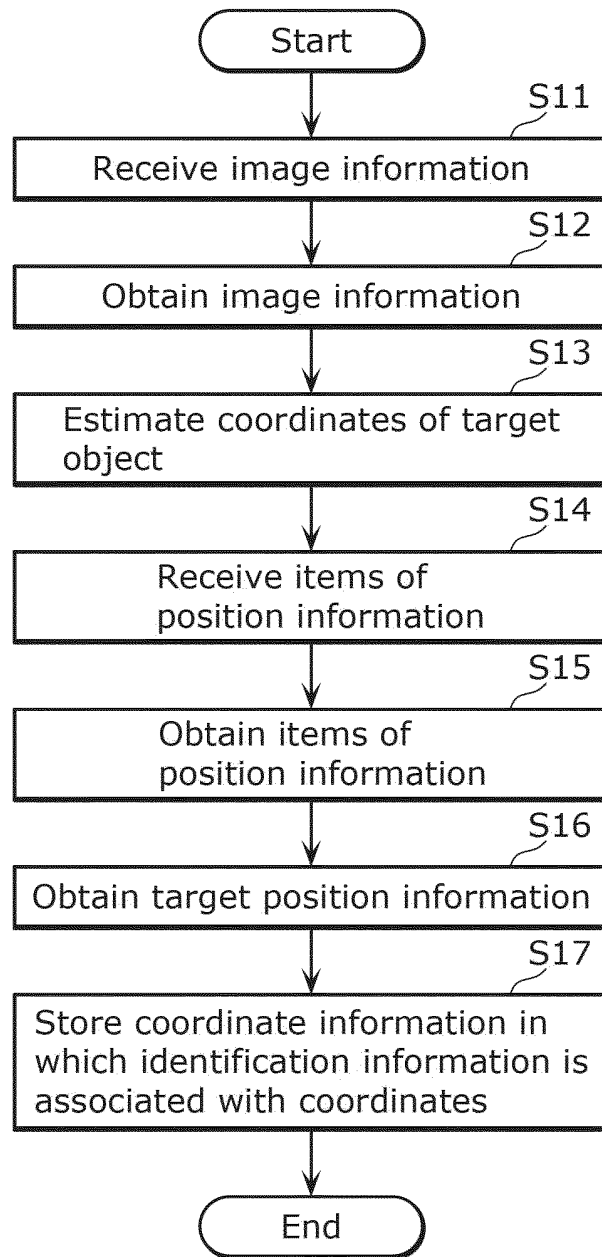 Start
S11
Receive image information
S12
Obtain image information
S13
Estimate coordinates of target
object
S14
Receive items of
position information
S15
Obtain items of
position information
S16
Obtain target position information
S17
Store coordinate information in
which identification information is
associated with coordinates
End